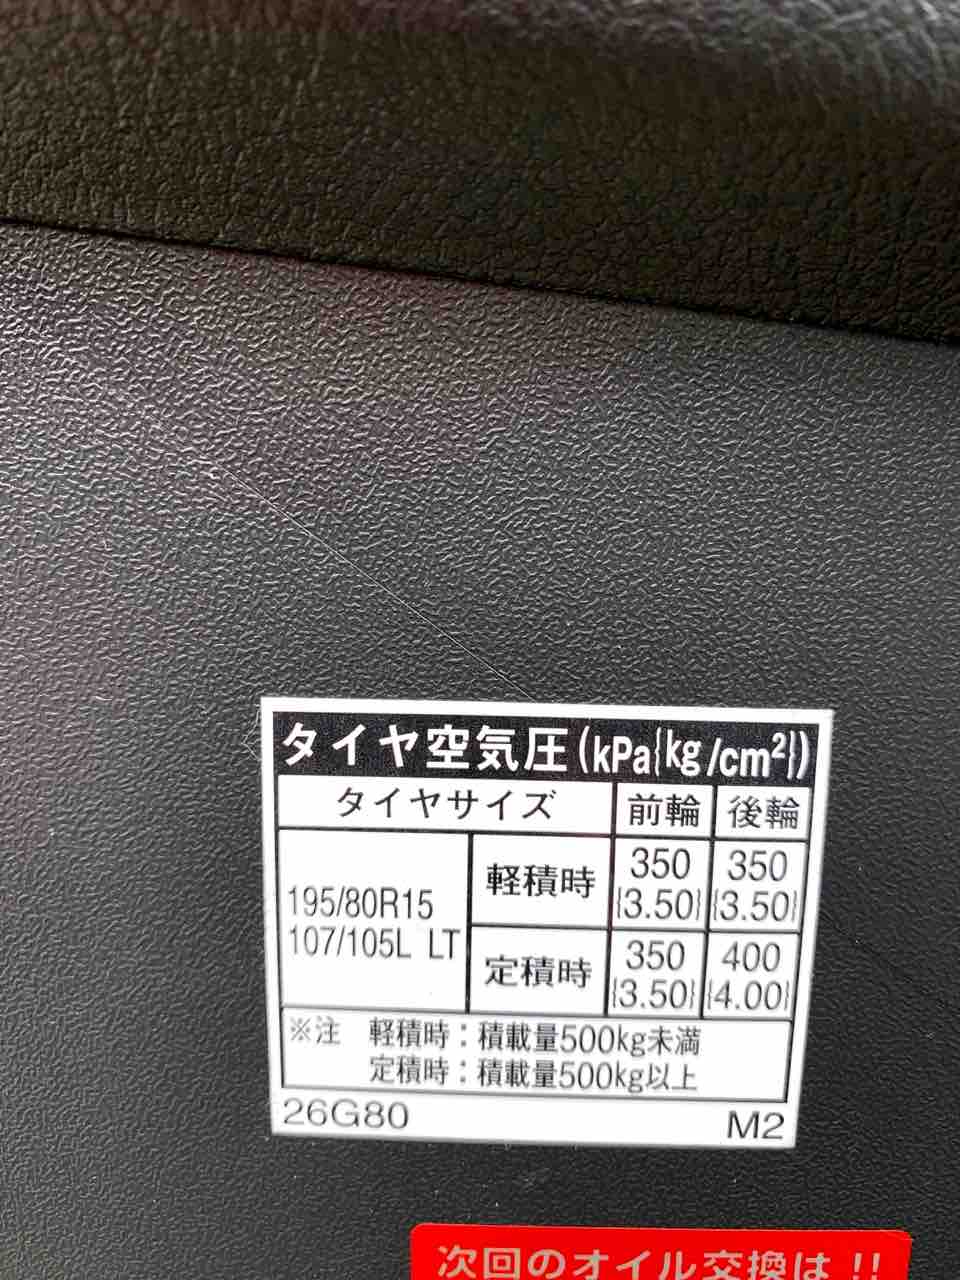 タイヤ空気圧(kPa{kg/cm²})
タイヤサイズ 前輪 後輪
195/80R15
107/105L LT
軽積時 350 {3.50} 350 {3.50}
定積時 350 {3.50} 400 {4.00}
※注 軽積時:積載量500kg未満
定積時:積載量500kg以上
26G80 M2
次回のオイル交換は!!